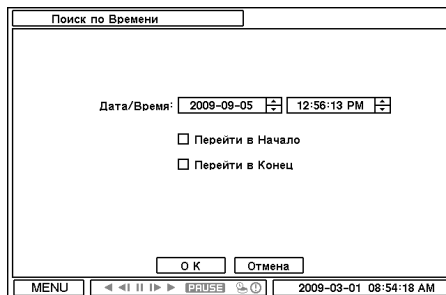 Поиск по Времени
Дата/Время: 2009-09-05 12:56:13 PM
Перейти в Начало
Перейти в Конец
OK Отмена
MENU PAUSE 2009-03-01 08:54:18 AM